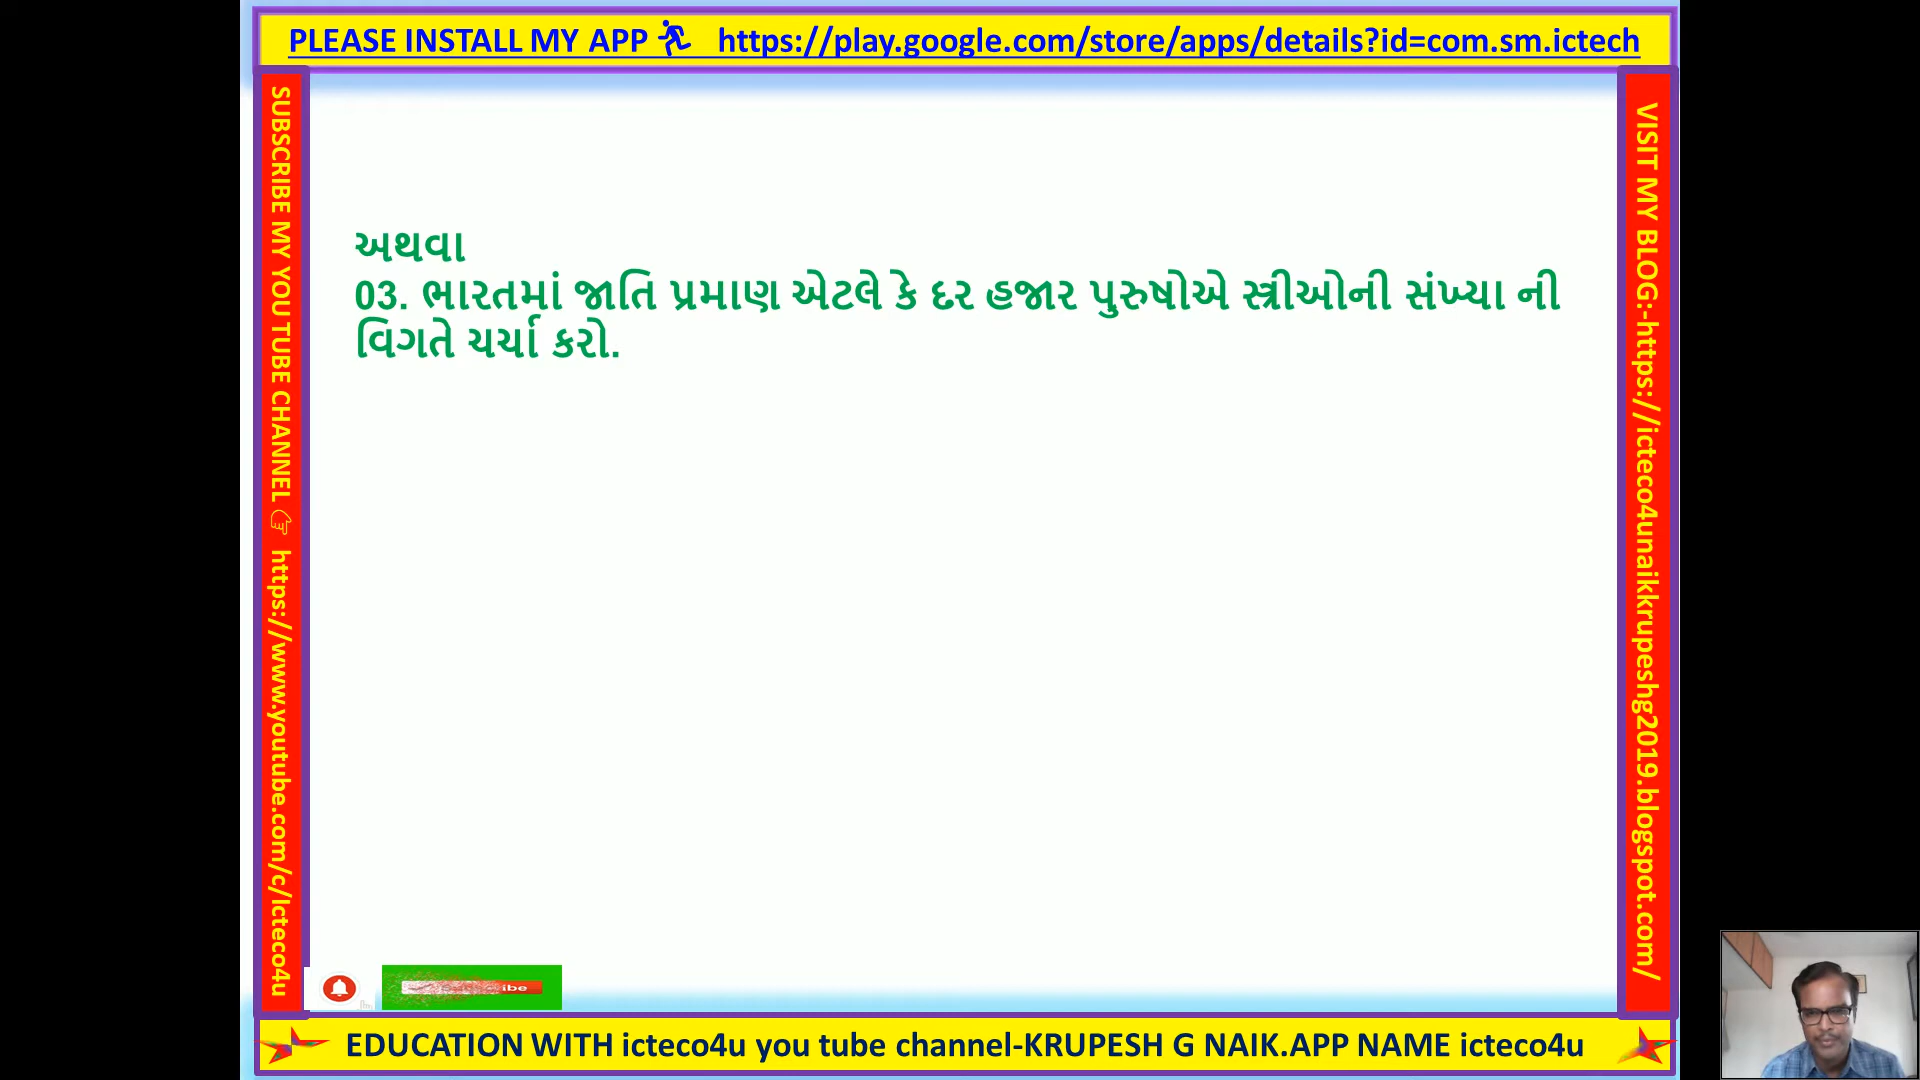 PLEASE INSTALL MY APP https://play.google.com/store/apps/details?id=com.sm.ictech
SUBSCRIBE MY YOU TUBE CHANNEL https://www.youtube.com/c/Icteco4u
અથવા
03. ભારતમાં જાતિ પ્રમાણ એટલે કે દર હજાર પુરુષોએ સ્ત્રીઓની સંખ્યા ની
વિગતે ચર્ચા કરો.
VISIT MY BLOG:-https://icteco4unaikkrupeshg2019.blogspot.com/
EDUCATION WITH icteco4u you tube channel-KRUPESH G NAIK.APP NAME icteco4u